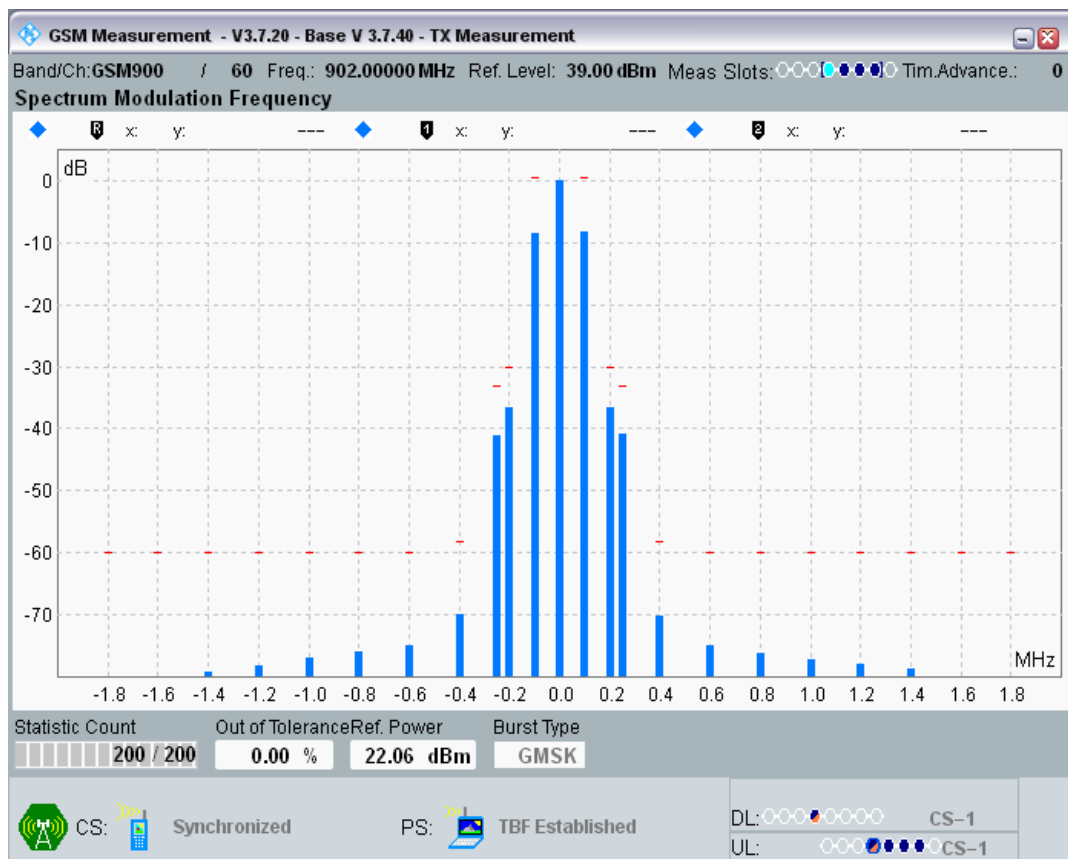 GSM Measurement - V3.7.20 - Base V 3.7.40 - TX Measurement
Band/Ch:GSM900 / 60 Freq.: 902.00000 MHz Ref. Level: 39.00 dBm Meas Slots: Tim.Advance.: 0
Spectrum Modulation Frequency
R x: y: --- 1 x: y: --- 2 x: y: ---
dB
0
-10
-20
-30
-40
-50
-60
-70
MHz
-1.8 -1.6 -1.4 -1.2 -1.0 -0.8 -0.6 -0.4 -0.2 0.0 0.2 0.4 0.6 0.8 1.0 1.2 1.4 1.6 1.8
Statistic Count Out of Tolerance Ref. Power Burst Type
200 / 200 0.00 % 22.06 dBm GMSK
CS: Synchronized PS: TBF Established
DL: CS-1
UL: CS-1